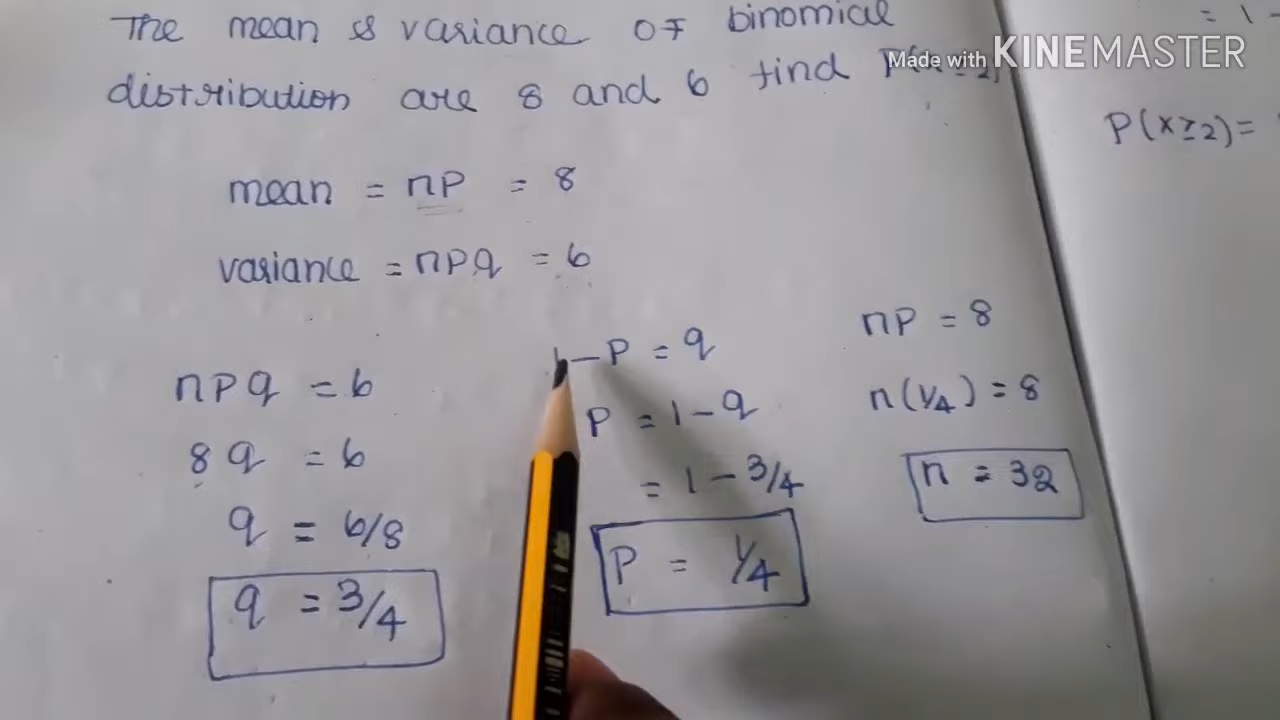 The mean & variance of binomial
distribution are 8 and 6 find
Made with KINEMASTER
mean = np = 8
variance = npq = 6
npq = 6
8q = 6
q = 6/8
q = 3/4
1-P = q
P = 1-q
= 1-3/4
P = 1/4
np = 8
n(1/4) = 8
n = 32
= 1-
P(X≥2) =